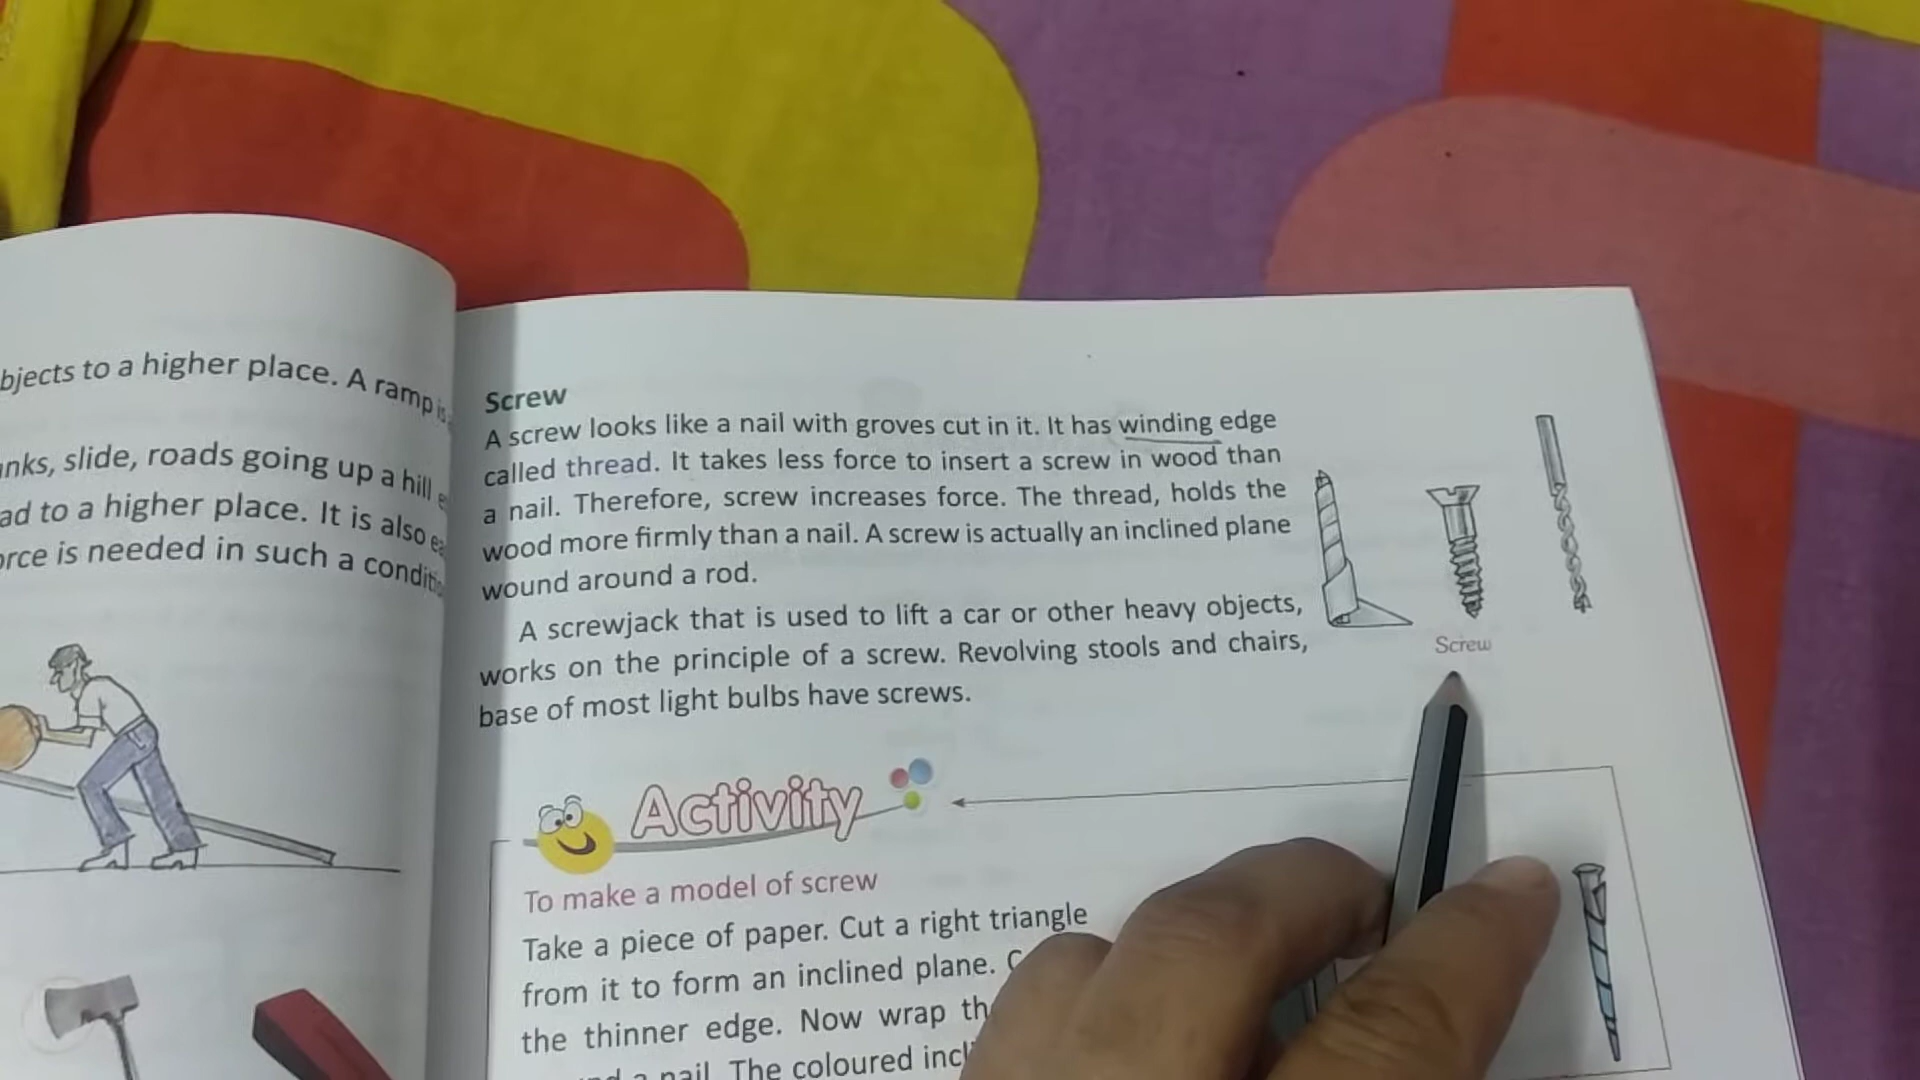 bjects to a higher place. A ramp is
nks, slide, roads going up a hill
ad to a higher place. It is also
orce is needed in such a
Screw
A screw looks like a nail with groves cut in it. It has winding edge
called thread. It takes less force to insert a screw in wood than
a nail. Therefore, screw increases force. The thread, holds the
wood more firmly than a nail. A screw is actually an inclined plane
wound around a rod.
A screwjack that is used to lift a car or other heavy objects,
works on the principle of a screw. Revolving stools and chairs,
base of most light bulbs have screws.
Screw
Activity
To make a model of screw
Take a piece of paper. Cut a right triangle
from it to form an inclined plane.
the thinner edge. Now wrap
a nail. The coloured